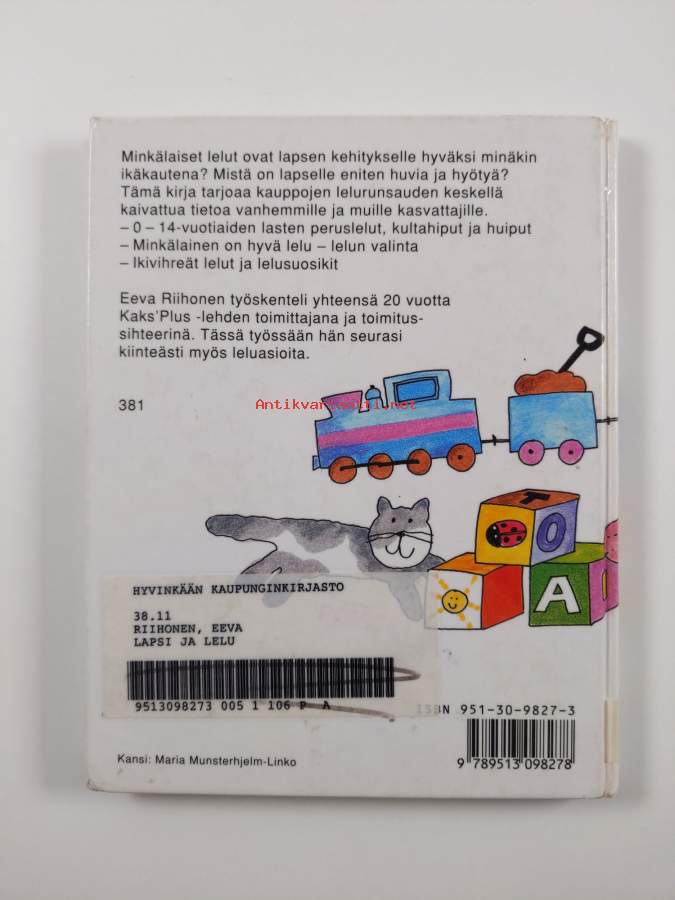 Minkälaiset lelut ovat lapsen kehitykselle hyväksi minäkin
ikäkautena? Mistä on lapselle eniten huvia ja hyötyä?
Tämä kirja tarjoaa kauppojen lelurunsauden keskellä
kaivattua tietoa vanhemmille ja muille kasvattajille.
– 0 – 14-vuotiaiden lasten peruslelut, kultahiput ja huiput
– Minkälainen on hyvä lelu – lelun valinta
– Ikivihreät lelut ja lelusuosikit
Eeva Riihonen työskenteli yhteensä 20 vuotta
Kaks'Plus -lehden toimittajana ja toimitus-
sihteerinä. Tässä työssään hän seurasi
kiinteästi myös leluasioita.
381
Antikvariaatti.net
T
O
A
HYVINKÄÄN KAUPUNGINKIRJASTO
38.11
RIIHONEN, EEVA
LAPSI JA LELU
9513098273 005 1 106 P A
ISBN 951-30-9827-3
9 789513 098278
Kansi: Maria Munsterhjelm-Linko